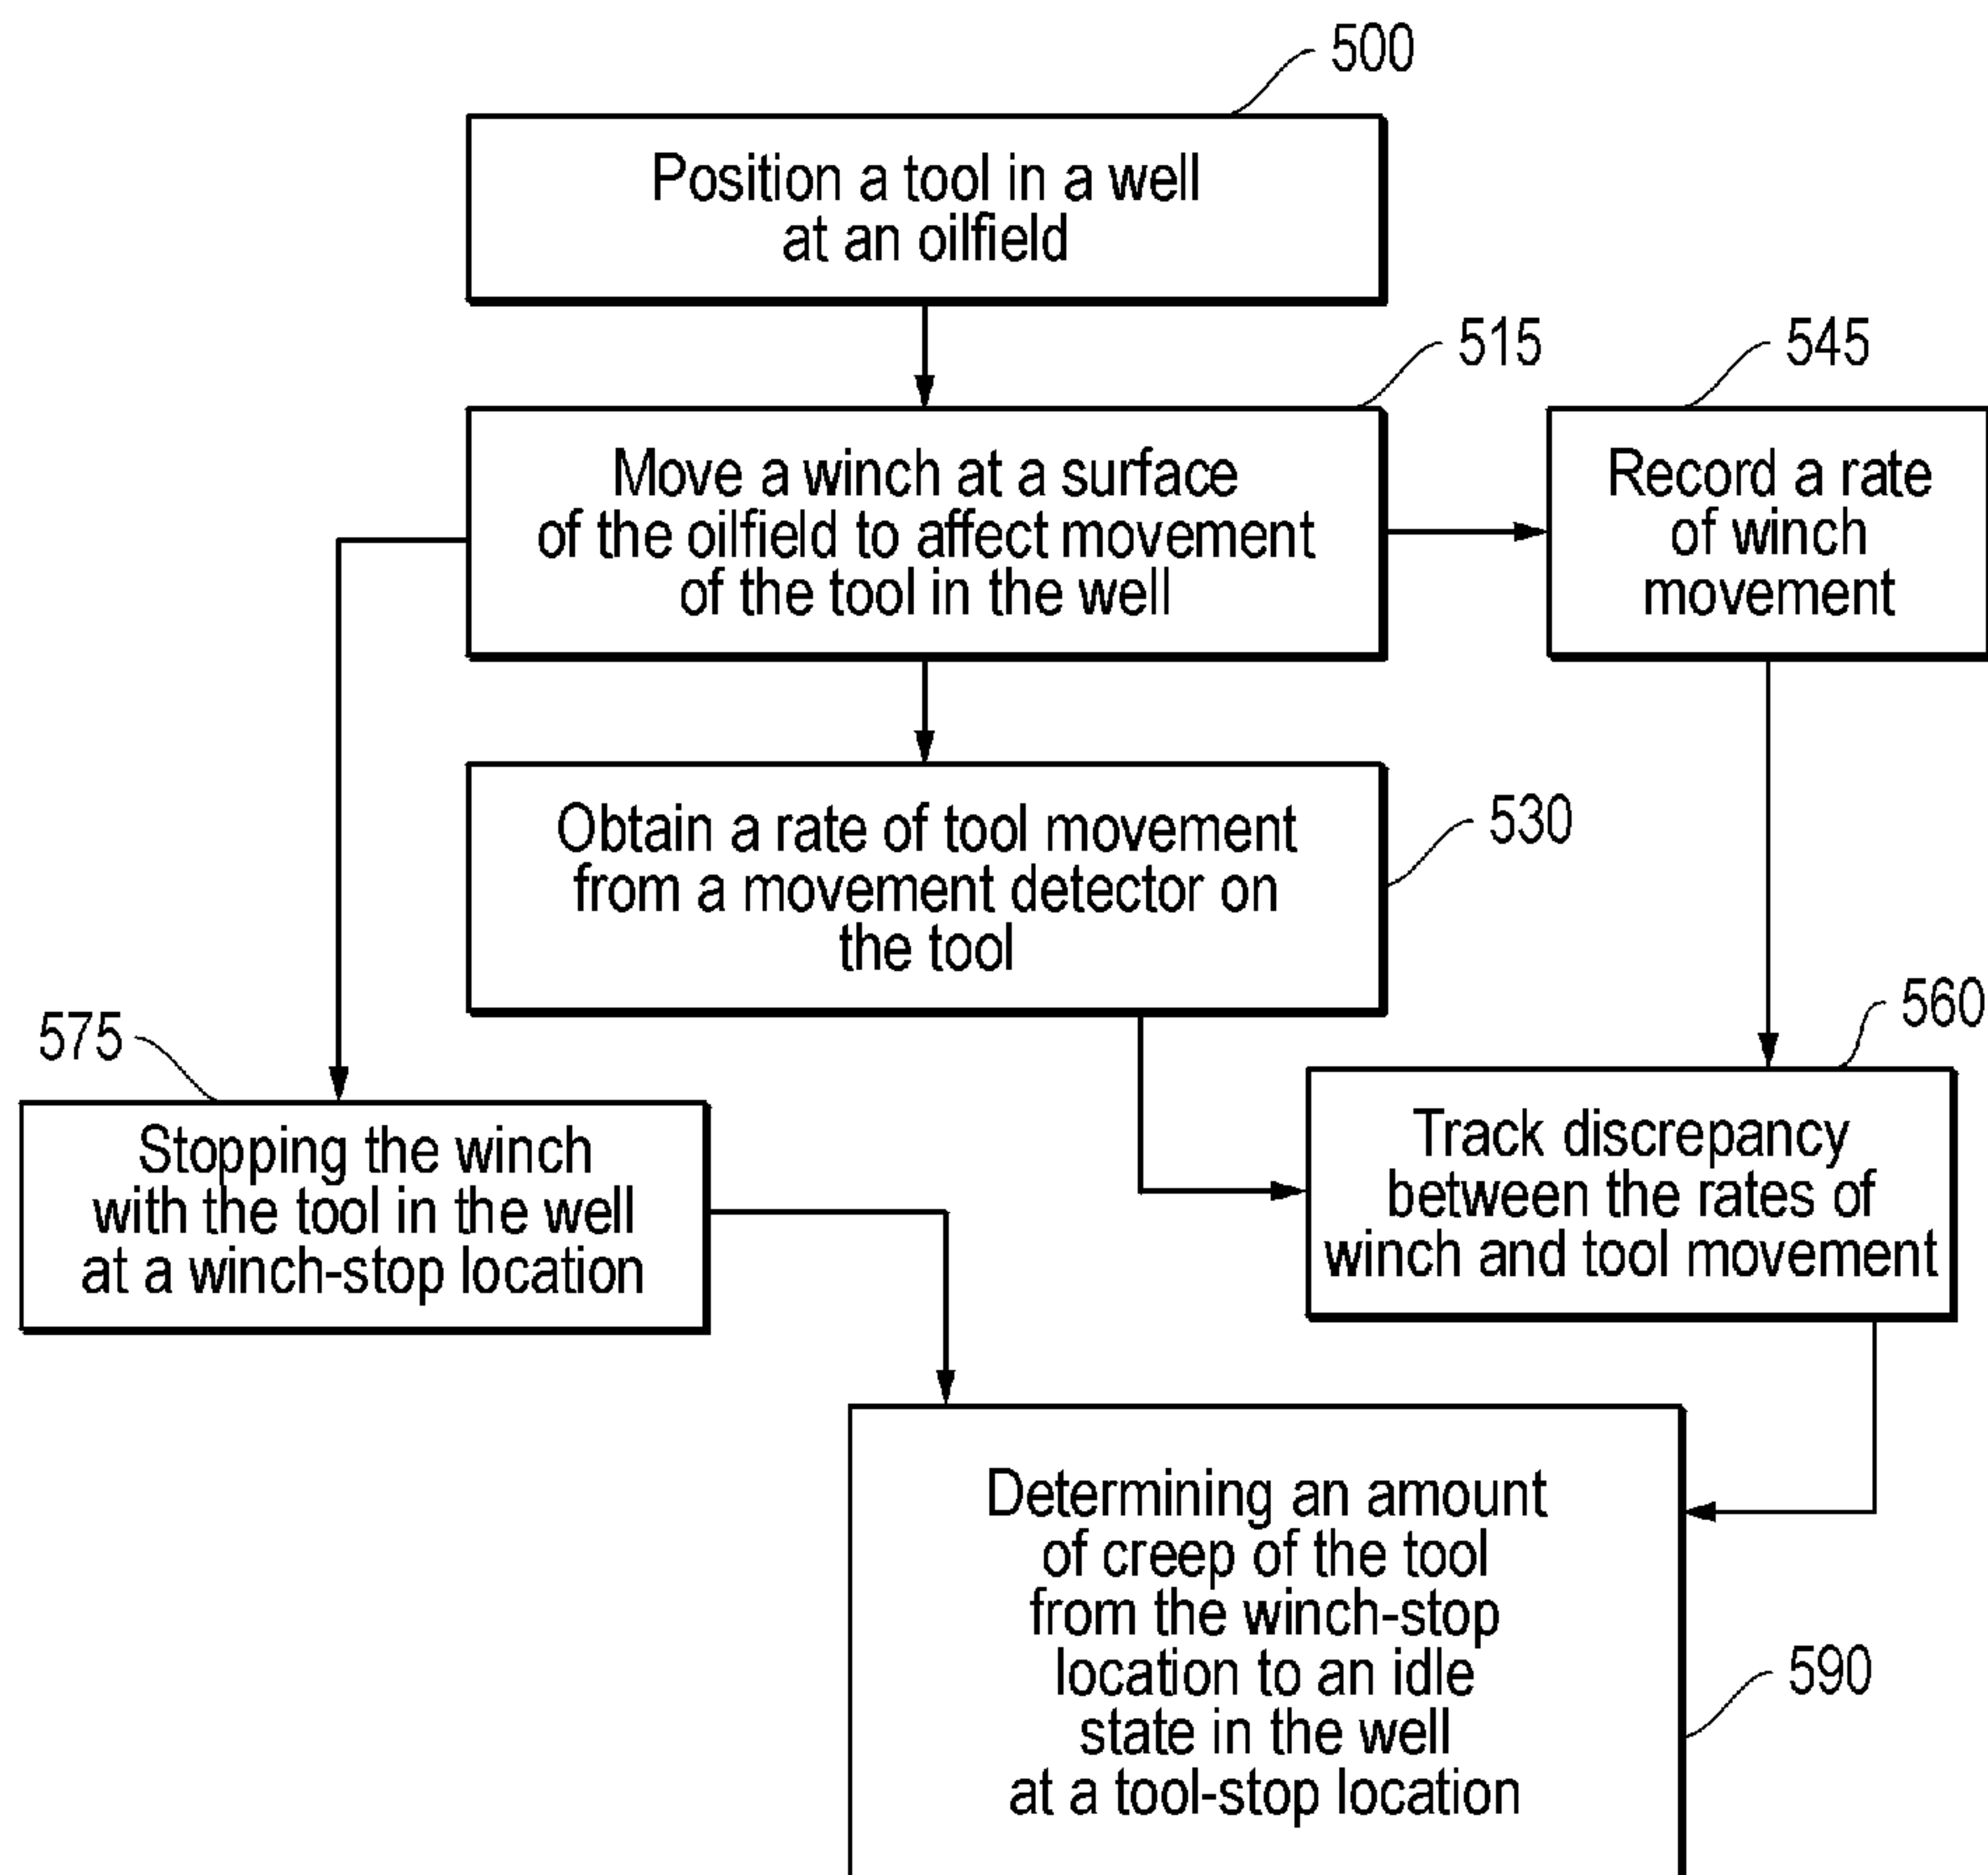 500
Position a tool in a well
at an oilfield
515
545
Move a winch at a surface
of the oilfield to affect movement
of the tool in the well
Record a rate
of winch
movement
Obtain a rate of tool movement
from a movement detector on
the tool
530
575
560
Stopping the winch
with the tool in the well
at a winch-stop location
Track discrepancy
between the rates of
winch and tool movement
Determining an amount
of creep of the tool
from the winch-stop
location to an idle
state in the well
at a tool-stop location
590